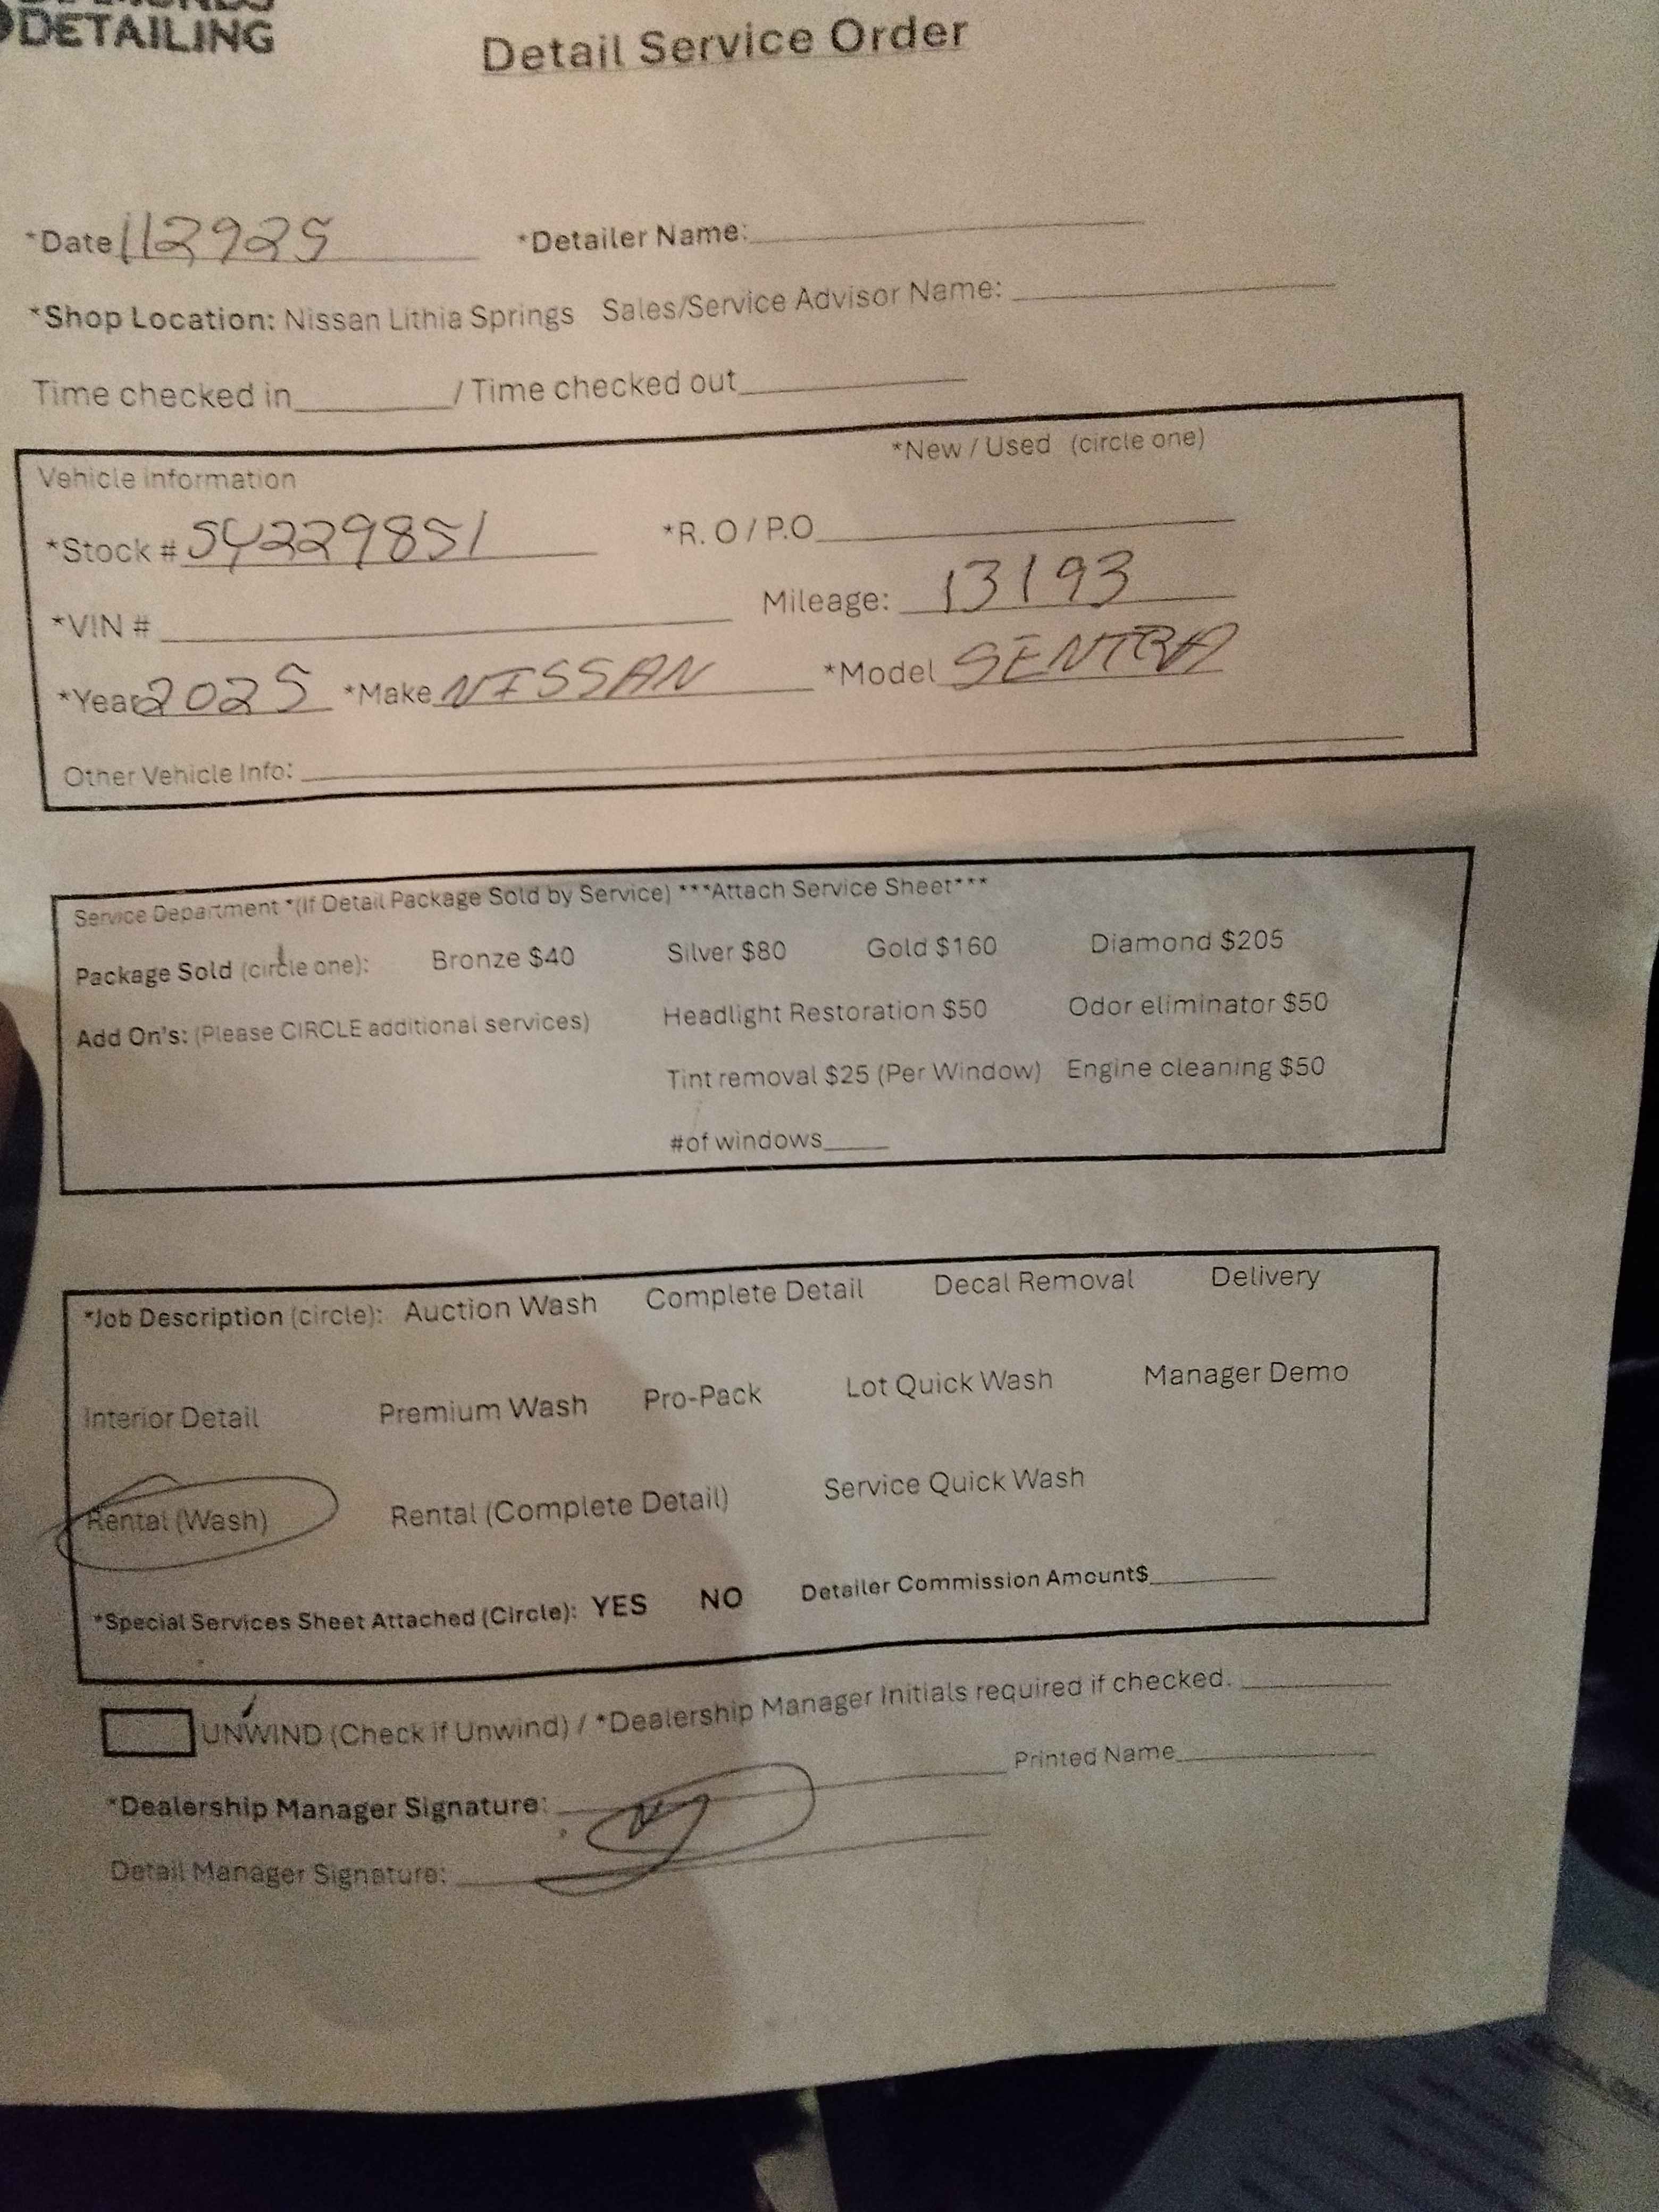 DETAILING
Detail Service Order
*Date 112925 *Detailer Name:
*Shop Location: Nissan Lithia Springs Sales/Service Advisor Name:
Time checked in / Time checked out
*New / Used (circle one)
Vehicle Information
*Stock # SY229851 *R.O/P.O
*VIN # Mileage: 13193
*Year 2025 *Make NISSAN *Model SENTRA
Other Vehicle Info:
Service Department *(If Detail Package Sold by Service) ***Attach Service Sheet***
Package Sold (circle one): Bronze $40 Silver $80 Gold $160 Diamond $205
Add On's: (Please CIRCLE additional services) Headlight Restoration $50 Odor eliminator $50
Tint removal $25 (Per Window) Engine cleaning $50
#of windows
*Job Description (circle): Auction Wash Complete Detail Decal Removal Delivery
Interior Detail Premium Wash Pro-Pack Lot Quick Wash Manager Demo
Rental (Wash) Rental (Complete Detail) Service Quick Wash
*Special Services Sheet Attached (Circle): YES NO Detailer Commission Amount$
UNWIND (Check if Unwind) / *Dealership Manager Initials required if checked.
*Dealership Manager Signature: Printed Name
Detail Manager Signature: